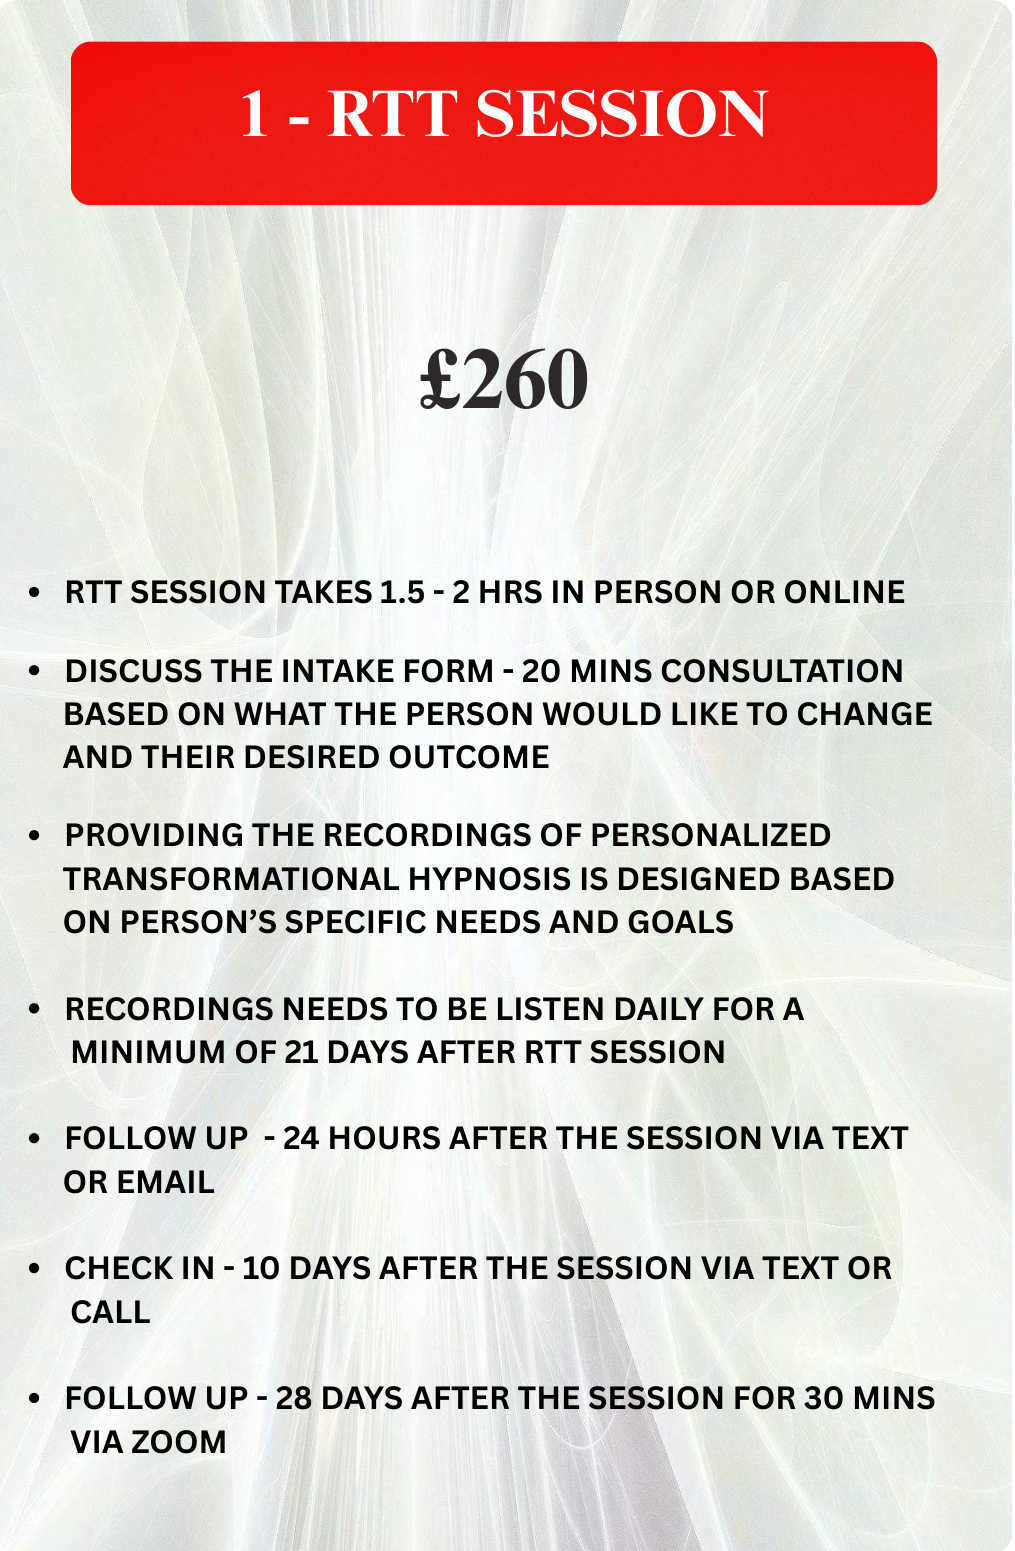 1 - RTT SESSION
£260
• RTT SESSION TAKES 1.5 - 2 HRS IN PERSON OR ONLINE
• DISCUSS THE INTAKE FORM - 20 MINS CONSULTATION
BASED ON WHAT THE PERSON WOULD LIKE TO CHANGE
AND THEIR DESIRED OUTCOME
• PROVIDING THE RECORDINGS OF PERSONALIZED
TRANSFORMATIONAL HYPNOSIS IS DESIGNED BASED
ON PERSON’S SPECIFIC NEEDS AND GOALS
• RECORDINGS NEEDS TO BE LISTEN DAILY FOR A
MINIMUM OF 21 DAYS AFTER RTT SESSION
• FOLLOW UP - 24 HOURS AFTER THE SESSION VIA TEXT
OR EMAIL
• CHECK IN - 10 DAYS AFTER THE SESSION VIA TEXT OR
CALL
• FOLLOW UP - 28 DAYS AFTER THE SESSION FOR 30 MINS
VIA ZOOM